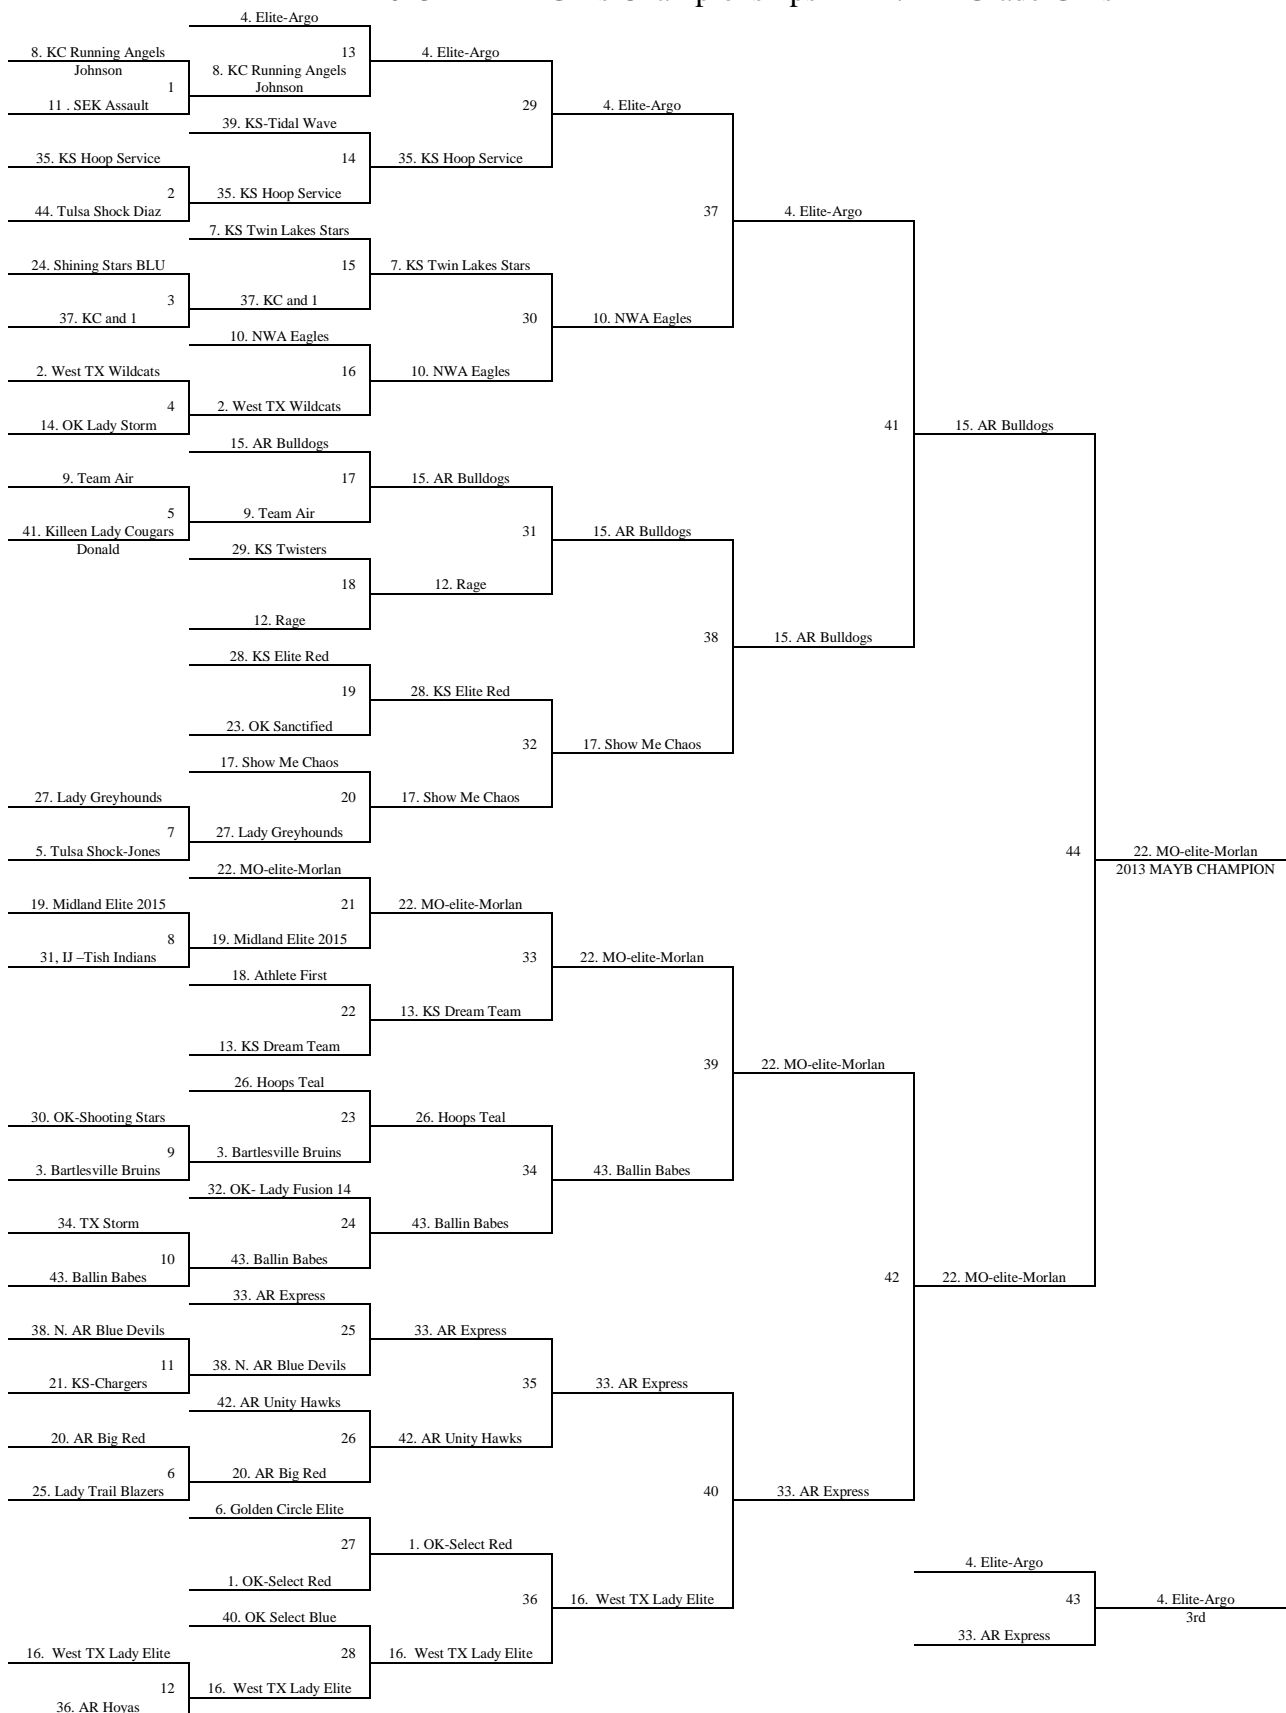 4. Elite-Argo
8. KC Running Angels
Johnson
1
11 . SEK Assault
13
8. KC Running Angels
Johnson
4. Elite-Argo
29
4. Elite-Argo
39. KS-Tidal Wave
35. KS Hoop Service
2
44. Tulsa Shock Diaz
14
35. KS Hoop Service
35. KS Hoop Service
37
4. Elite-Argo
7. KS Twin Lakes Stars
24. Shining Stars BLU
3
37. KC and 1
15
37. KC and 1
7. KS Twin Lakes Stars
30
10. NWA Eagles
10. NWA Eagles
2. West TX Wildcats
4
14. OK Lady Storm
16
2. West TX Wildcats
10. NWA Eagles
41
15. AR Bulldogs
15. AR Bulldogs
9. Team Air
5
41. Killeen Lady Cougars
Donald
17
9. Team Air
15. AR Bulldogs
31
15. AR Bulldogs
29. KS Twisters
18
12. Rage
12. Rage
38
15. AR Bulldogs
28. KS Elite Red
19
23. OK Sanctified
28. KS Elite Red
32
17. Show Me Chaos
17. Show Me Chaos
27. Lady Greyhounds
7
5. Tulsa Shock-Jones
20
27. Lady Greyhounds
17. Show Me Chaos
44
22. MO-elite-Morlan
2013 MAYB CHAMPION
22. MO-elite-Morlan
19. Midland Elite 2015
8
31, IJ –Tish Indians
21
19. Midland Elite 2015
22. MO-elite-Morlan
33
22. MO-elite-Morlan
18. Athlete First
22
13. KS Dream Team
13. KS Dream Team
39
22. MO-elite-Morlan
26. Hoops Teal
30. OK-Shooting Stars
9
3. Bartlesville Bruins
23
3. Bartlesville Bruins
26. Hoops Teal
34
43. Ballin Babes
32. OK- Lady Fusion 14
34. TX Storm
10
43. Ballin Babes
24
43. Ballin Babes
43. Ballin Babes
42
22. MO-elite-Morlan
33. AR Express
38. N. AR Blue Devils
11
21. KS-Chargers
25
38. N. AR Blue Devils
33. AR Express
35
33. AR Express
42. AR Unity Hawks
20. AR Big Red
6
25. Lady Trail Blazers
26
20. AR Big Red
42. AR Unity Hawks
40
33. AR Express
6. Golden Circle Elite
27
1. OK-Select Red
1. OK-Select Red
36
16. West TX Lady Elite
40. OK Select Blue
16. West TX Lady Elite
12
36. AR Hoyas
28
16. West TX Lady Elite
16. West TX Lady Elite
4. Elite-Argo
43
33. AR Express
4. Elite-Argo
3rd